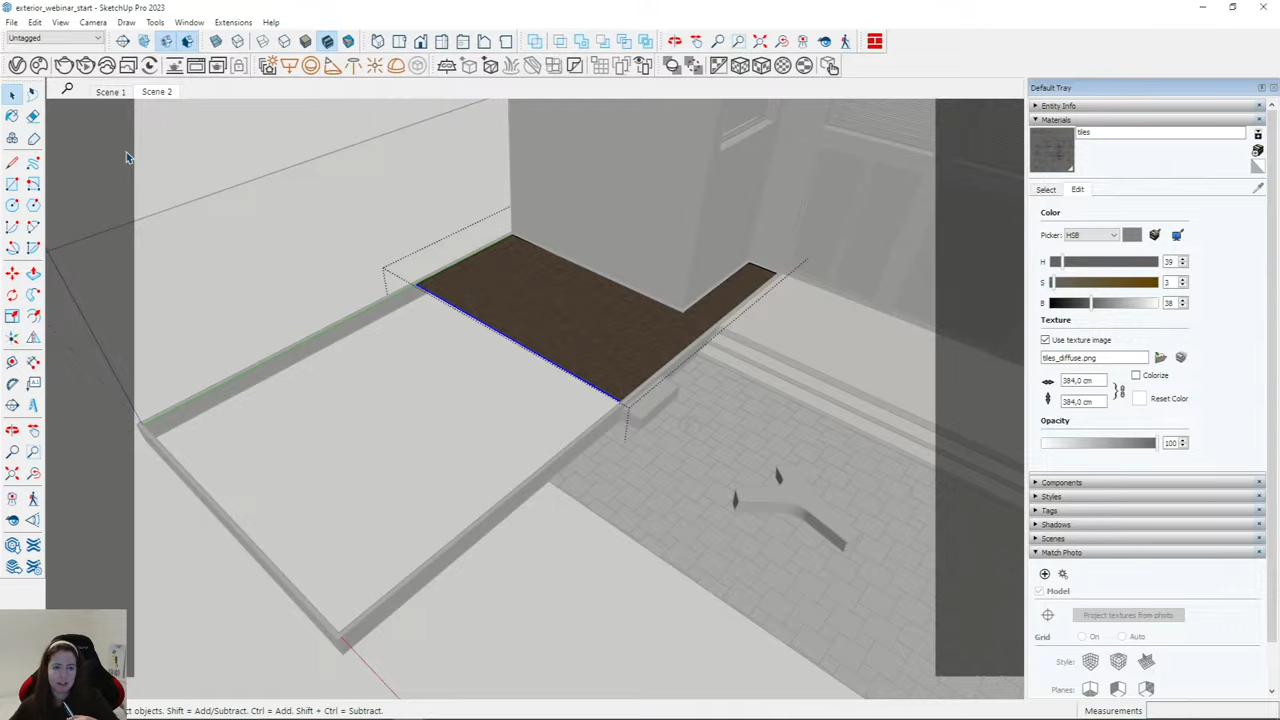 exterior_webinar_start - SketchUp Pro 2023
File Edit View Camera Draw Tools Window Extensions Help
Untagged
Scene 1 Scene 2
Default Tray
Entity Info
Materials
tiles
Select Edit
Color
Picker: HSB
H 39
S 3
B 38
Texture
Use texture image
tiles_diffuse.png
384,0 cm Colorize
384,0 cm Reset Color
Opacity
100
Components
Styles
Tags
Shadows
Scenes
Match Photo
Model
Project textures from photo
Grid On Auto
Style:
Planes:
ct objects. Shift = Add/Subtract. Ctrl = Add. Shift + Ctrl = Subtract.
Measurements